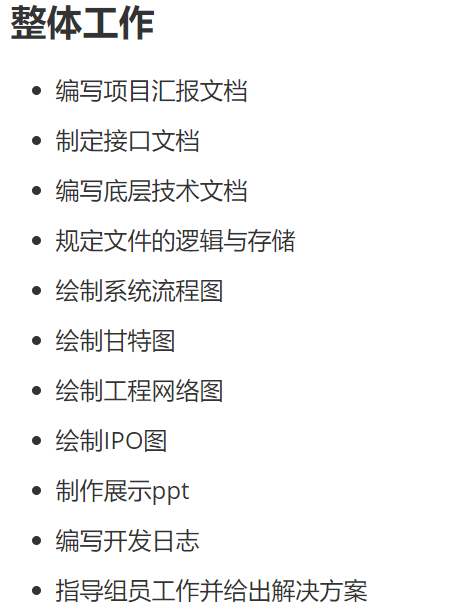 整体工作
编写项目汇报文档
制定接口文档
编写底层技术文档
规定文件的逻辑与存储
绘制系统流程图
绘制甘特图
绘制工程网络图
绘制IPO图
制作展示ppt
编写开发日志
指导组员工作并给出解决方案